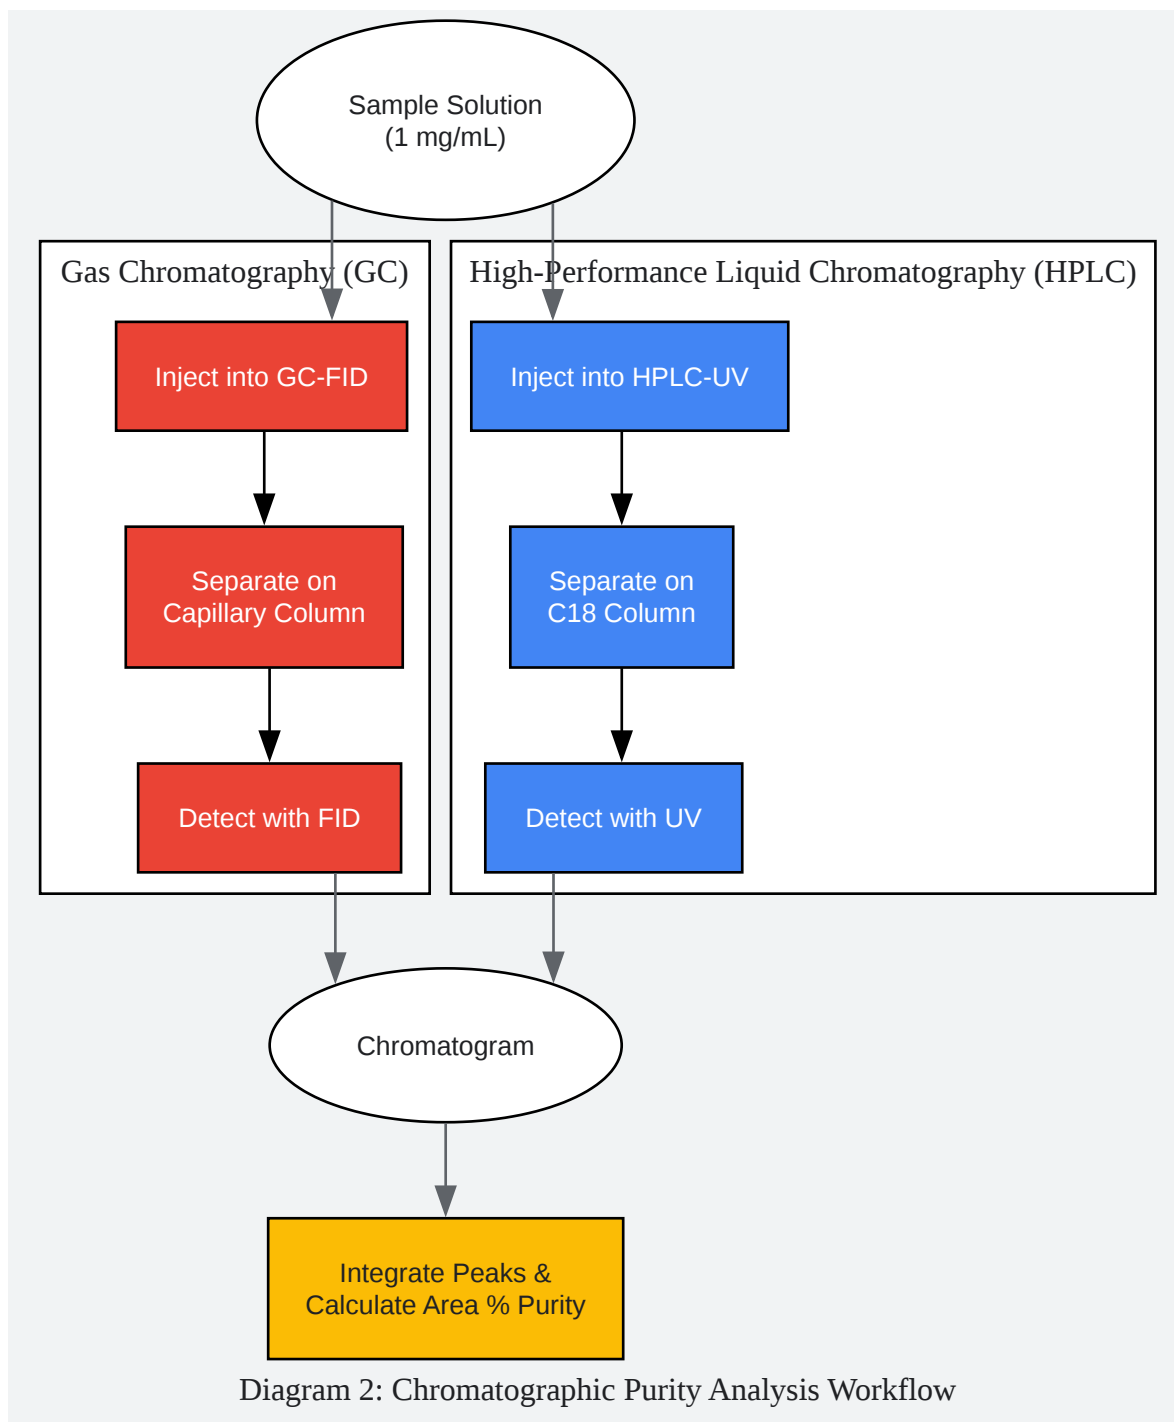 Sample Solution
(1 mg/mL)
Gas Chromatography (GC)
Inject into GC-FID
Separate on
Capillary Column
Detect with FID
High-Performance Liquid Chromatography (HPLC)
Inject into HPLC-UV
Separate on
C18 Column
Detect with UV
Chromatogram
Integrate Peaks &
Calculate Area % Purity
Diagram 2: Chromatographic Purity Analysis Workflow